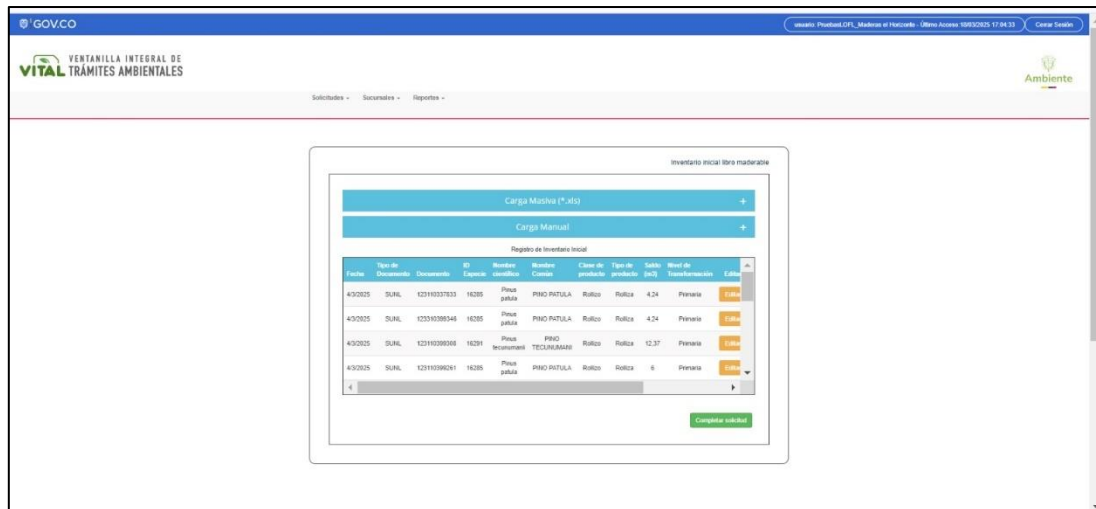 GOV.CO
usuario: PruebasLOFL_Maderas el Horizonte - Último Acceso 18/03/2025 17:04:33
Cerrar Sesión
VITAL
VENTANILLA INTEGRAL DE
TRÁMITES AMBIENTALES
Ambiente
Solicitudes
Sucursales
Reportes
Inventario inicial libro maderable
Carga Masiva (*.xls) +
Carga Manual +
Registro de Inventario Inicial
Fecha Tipo de Documento Documento ID Especie Nombre científico Nombre Común Clase de producto Tipo de producto Saldo (m3) Nivel de Transformación Editar
4/3/2025 SUNL 123110337833 16285 Pinus patula PINO PATULA Rollizo Rolliza 4,24 Primaria Editar
4/3/2025 SUNL 16285 Pinus patula PINO PATULA Rollizo Rolliza 4,24 Primaria Editar
4/3/2025 SUNL 16291 Pinus tecunumanii PINO TECUNUMANI Rollizo Rolliza 12,37 Primaria Editar
4/3/2025 SUNL 123110399261 16285 Pinus patula PINO PATULA Rollizo Rolliza 6 Primaria Editar
Completar solicitud